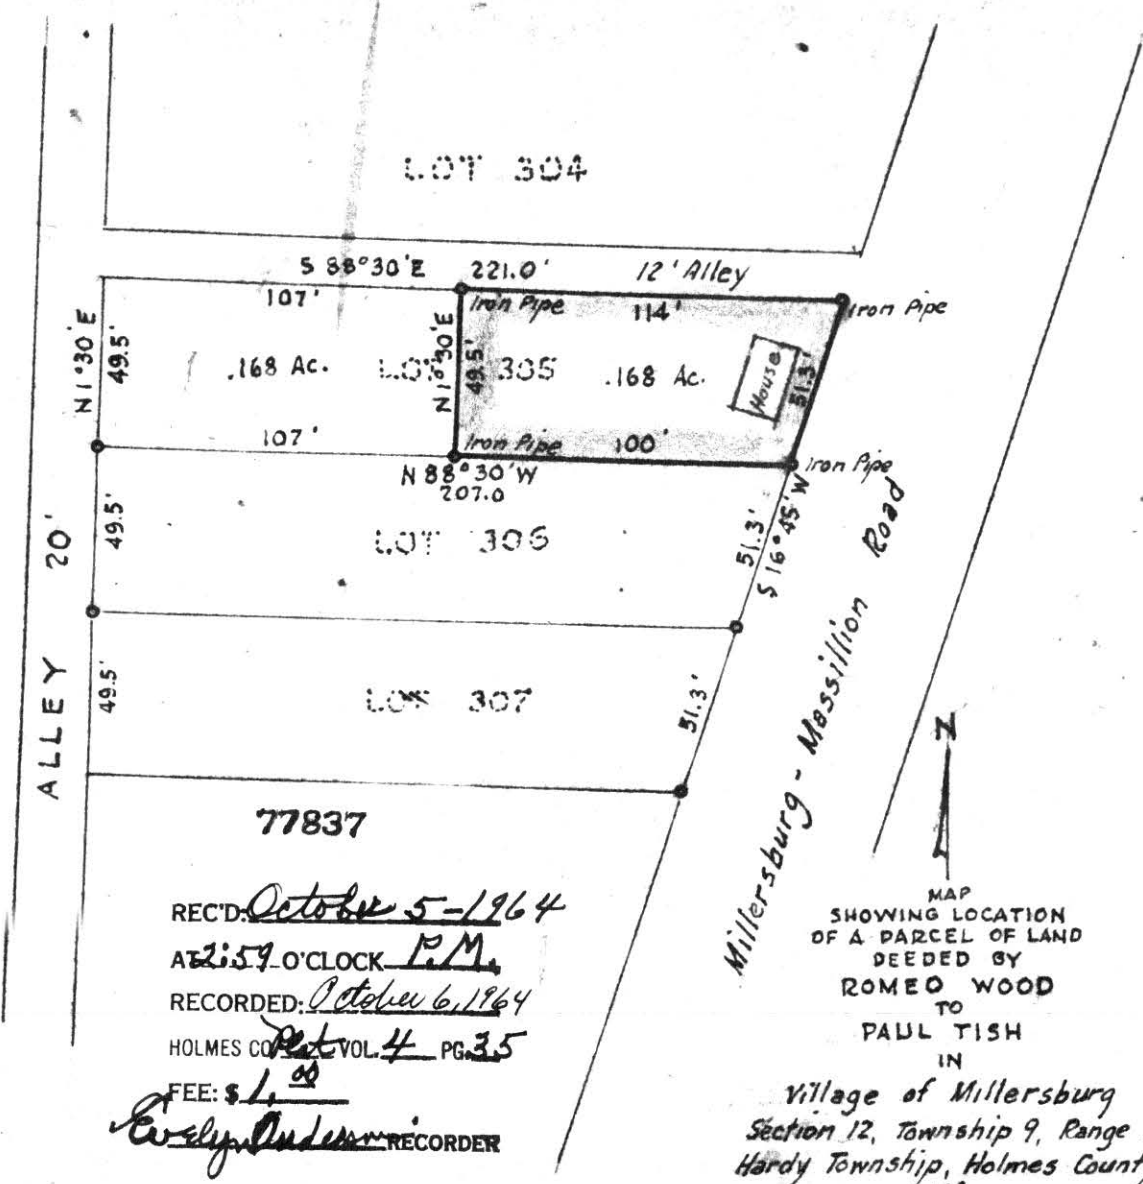 LOT 304
S 88°30'E 221.0' 12' Alley
107' Iron Pipe 114' Iron Pipe
N 1°30'E 49.5' .168 Ac. N 1°30'E 49.5' LOT 305 .168 Ac. House 51.3'
107' Iron Pipe 100' Iron Pipe
N 88°30'W
207.0
49.5' LOT 306 51.3' S 16°45'W
49.5' LOT 307 51.3'
ALLEY 20'
Millersburg - Massillion Road
N
77837
REC'D: October 5-1964
AT 2:59 O'CLOCK P.M.
RECORDED: October 6, 1964
HOLMES CO. Plat VOL. 4 PG. 35
FEE: $ 1.00
Evelyn Anderson RECORDER
MAP
SHOWING LOCATION
OF A PARCEL OF LAND
DEEDED BY
ROMEO WOOD
TO
PAUL TISH
IN
Village of Millersburg
Section 12, Township 9, Range
Hardy Township, Holmes County,